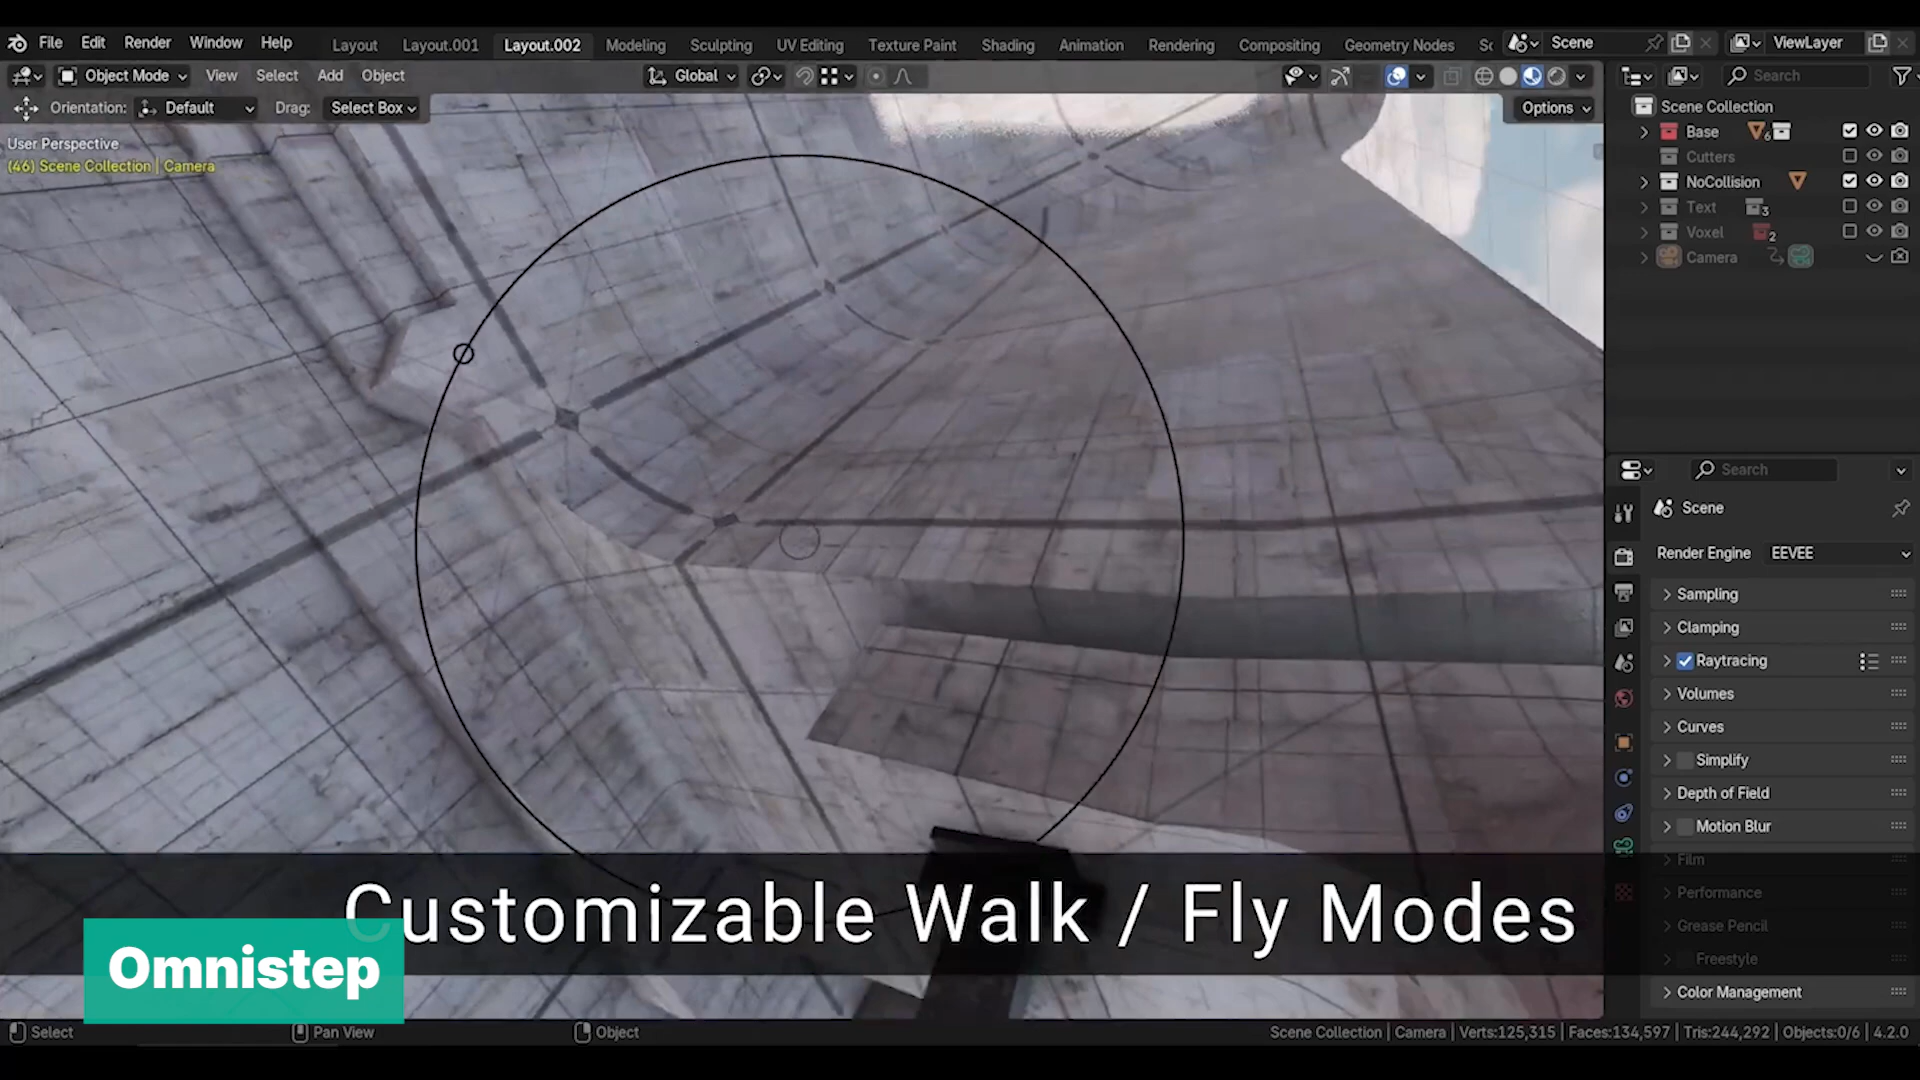 File Edit Render Window Help Layout Layout.001 Layout.002 Modeling Sculpting UV Editing Texture Paint Shading Animation Rendering Compositing Geometry Nodes Sc Scene ViewLayer
Object Mode View Select Add Object Global Search
Orientation: Default Drag: Select Box Options
User Perspective
(46) Scene Collection | Camera
Scene Collection
Base 6
Cutters
NoCollision
Text 3
Voxel 2
Camera
Search
Scene
Render Engine EEVEE
Sampling
Clamping
Raytracing
Volumes
Curves
Simplify
Depth of Field
Motion Blur
Film
Performance
Grease Pencil
Freestyle
Color Management
Customizable Walk / Fly Modes
Omnistep
Select Pan View Object Scene Collection | Camera | Verts:125,315 | Faces:134,597 | Tris:244,292 | Objects:0/6 | 4.2.0